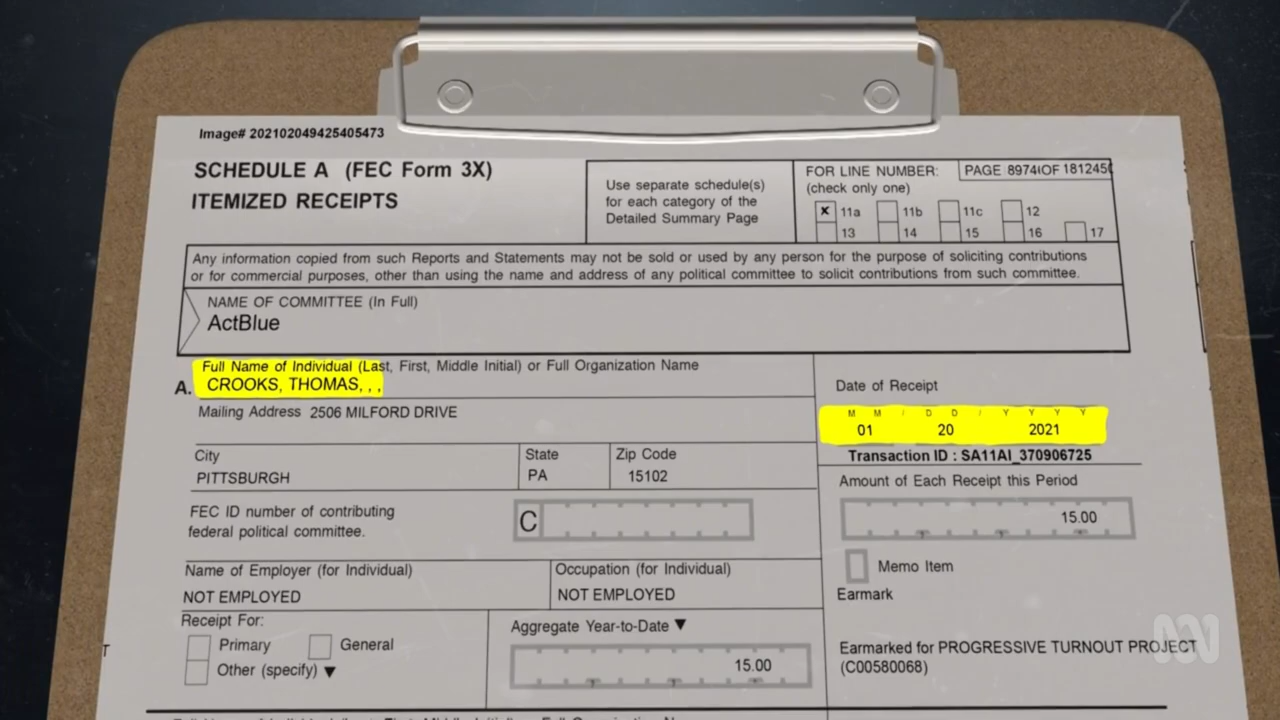 Image# 202102049425405473
SCHEDULE A (FEC Form 3X)
ITEMIZED RECEIPTS
Use separate schedule(s)
for each category of the
Detailed Summary Page
FOR LINE NUMBER:
(check only one)
PAGE 8974 OF 181245
x 11a 11b 11c 12
13 14 15 16 17
Any information copied from such Reports and Statements may not be sold or used by any person for the purpose of soliciting contributions
or for commercial purposes, other than using the name and address of any political committee to solicit contributions from such committee.
NAME OF COMMITTEE (In Full)
ActBlue
Full Name of Individual (Last, First, Middle Initial) or Full Organization Name
A. CROOKS, THOMAS, , ,
Mailing Address 2506 MILFORD DRIVE
City
PITTSBURGH
State
PA
Zip Code
15102
Date of Receipt
M M / D D / Y Y Y Y
01 20 2021
Transaction ID : SA11AI_370906725
Amount of Each Receipt this Period
15.00
FEC ID number of contributing
federal political committee.
C
Memo Item
Name of Employer (for Individual)
NOT EMPLOYED
Occupation (for Individual)
NOT EMPLOYED
Earmark
Receipt For:
Primary General
Other (specify) ▼
Aggregate Year-to-Date ▼
15.00
Earmarked for PROGRESSIVE TURNOUT PROJECT
(C00580068)